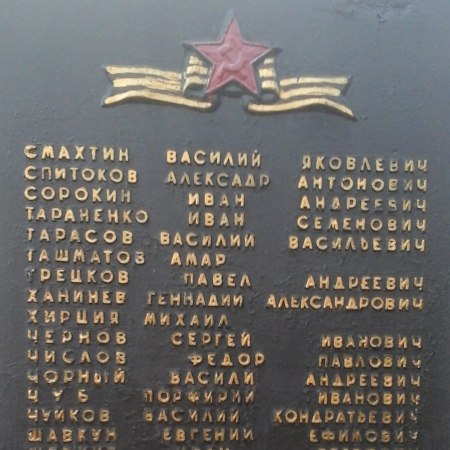 СМАХТИН ВАСИЛИЙ ЯКОВЛЕВИЧ
СПИТОКОВ АЛЕКСАДР АНТОНОВИЧ
СОРОКИН ИВАН АНДРЕЕВИЧ
ТАРАНЕНКО ИВАН СЕМЕНОВИЧ
ТАРАСОВ ВАСИЛИЙ ВАСИЛЬЕВИЧ
ТАШМАТОВ АМАР
ТРЕЩКОВ ПАВЕЛ АНДРЕЕВИЧ
ХАНИНЕВ ГЕННАДИЙ АЛЕКСАНДРОВИЧ
ХИРЦИЯ МИХАИЛ
ЧЕРНОВ СЕРГЕЙ ИВАНОВИЧ
ЧИСЛОВ ФЕДОР ПАВЛОВИЧ
ЧОРНЫЙ ВАСИЛИ АНДРЕЕВИЧ
ЧУБ ПОРФИРИЙ ИВАНОВИЧ
ЧУЙКОВ ВАСИЛИЙ КОНДРАТЬЕВИЧ
ШАВКУН ЕВГЕНИЙ ЕФИМОВИЧ